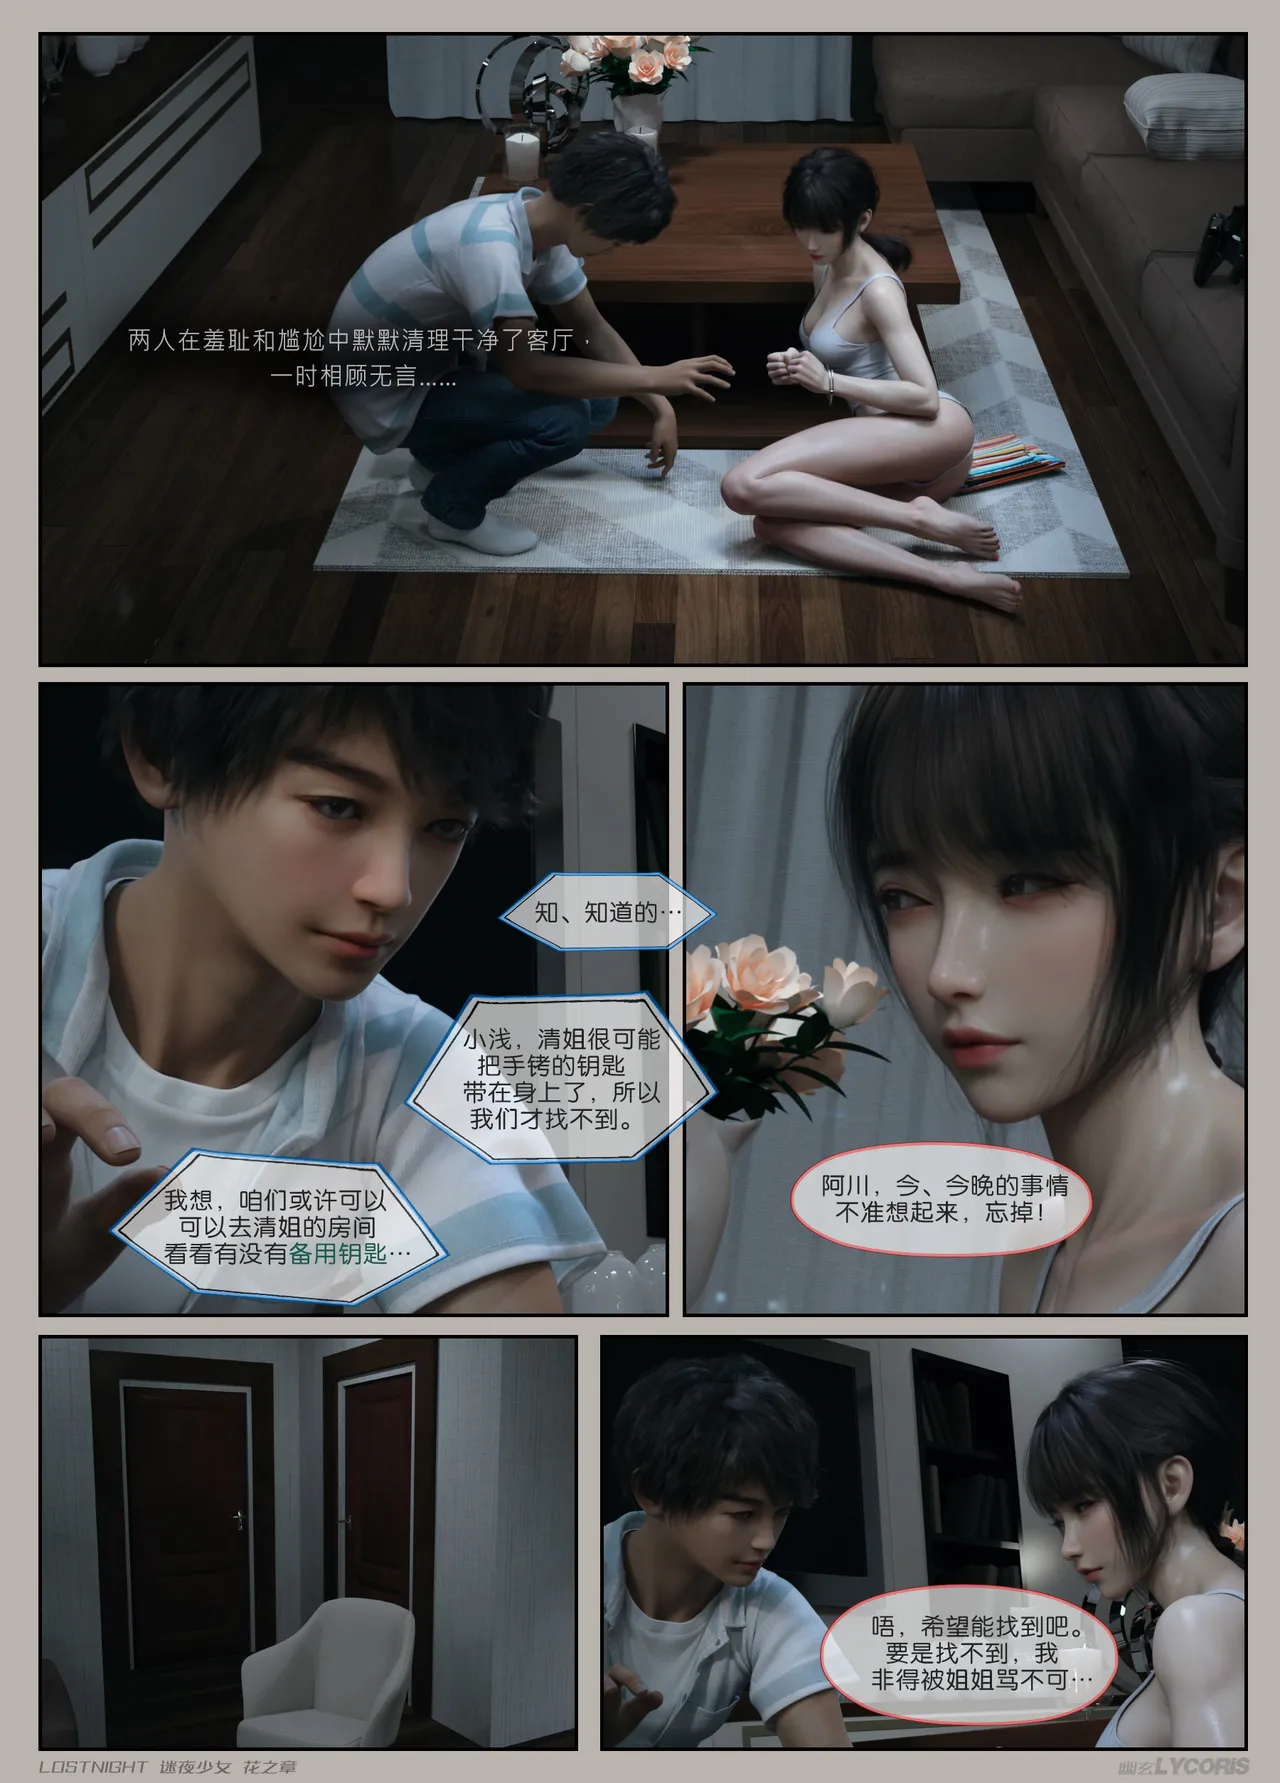 两人在羞耻和尴尬中默默清理干净了客厅，
一时相顾无言……
阿川，今、今晚的事情
不准想起来，忘掉！
知、知道的…
小浅，清姐很可能
把手铐的钥匙
带在身上了，所以
我们才找不到。
我想，咱们或许可以
可以去清姐的房间
看看有没有备用钥匙…
唔，希望能找到吧。
要是找不到，我
非得被姐姐骂不可…
LOSTNIGHT 迷夜少女 花之章
幽玄LYCORIS